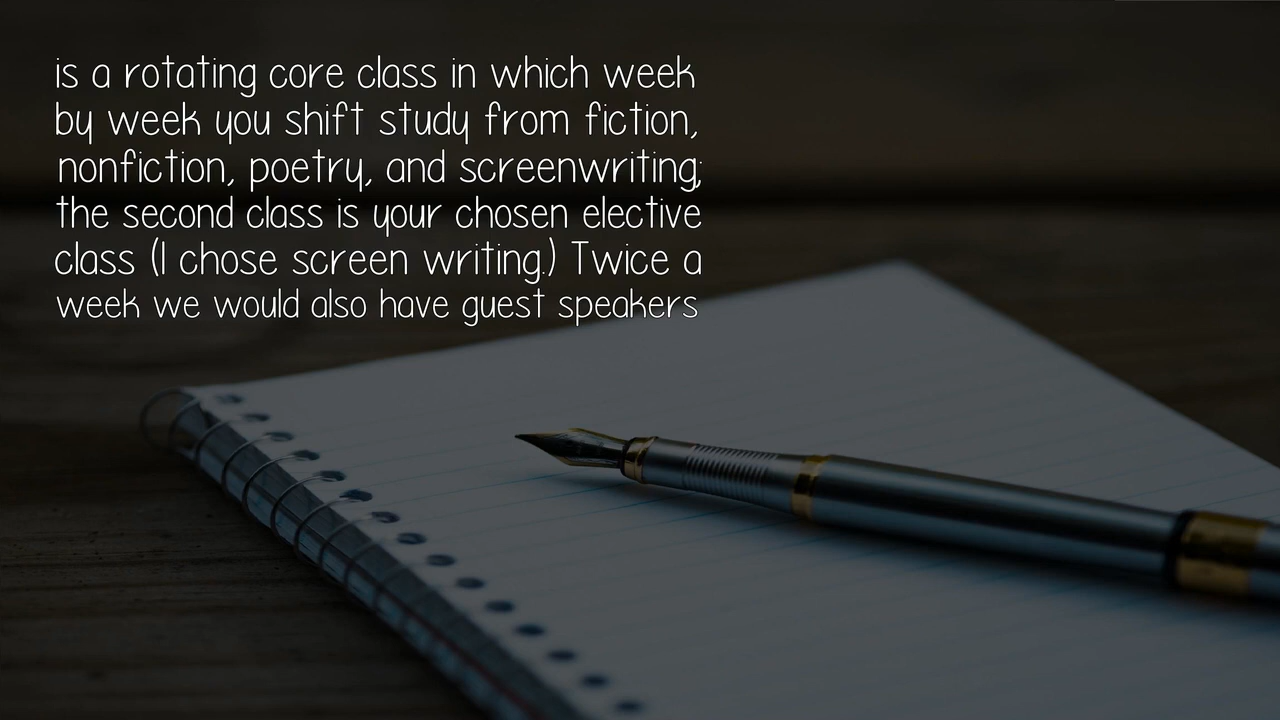 is a rotating core class in which week
by week you shift study from fiction,
nonfiction, poetry, and screenwriting;
the second class is your chosen elective
class (I chose screen writing.) Twice a
week we would also have guest speakers